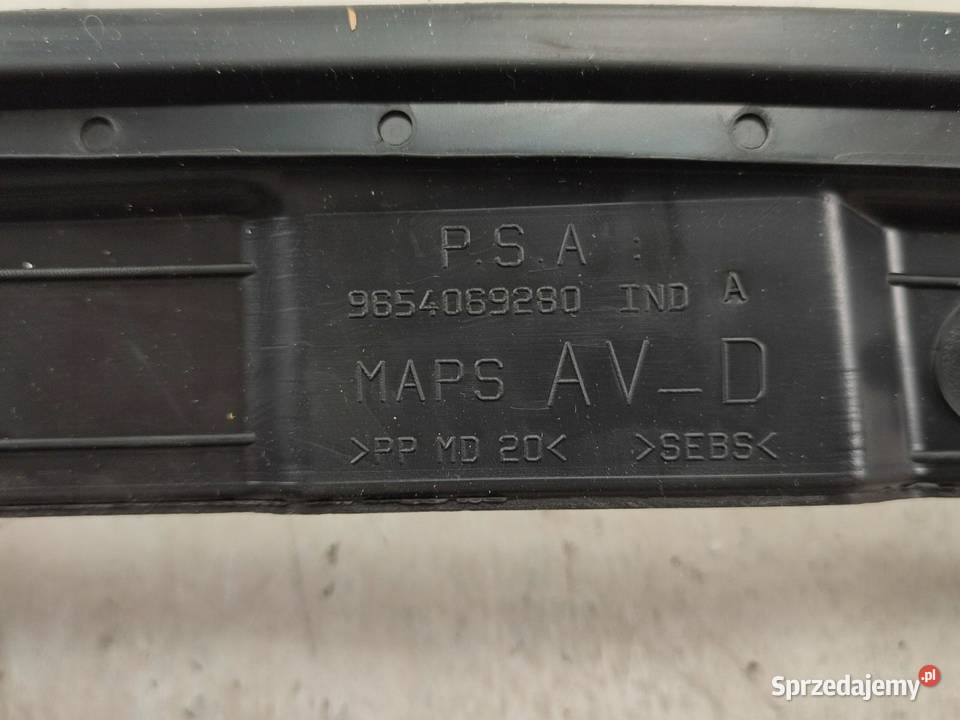 P.S.A :
9654069280 IND A
MAPS AV_D
>PP MD 20< >SEBS<
Sprzedajemy.pl